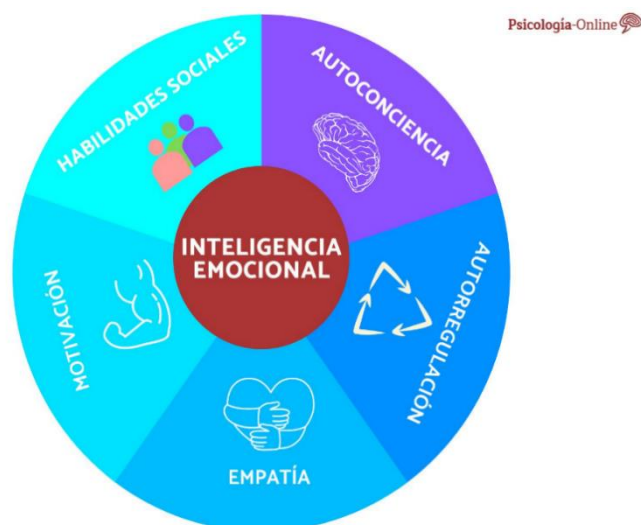 Psicología-Online
HABILIDADES SOCIALES
AUTOCONCIENCIA
INTELIGENCIA
EMOCIONAL
MOTIVACIÓN
AUTORREGULACIÓN
EMPATÍA